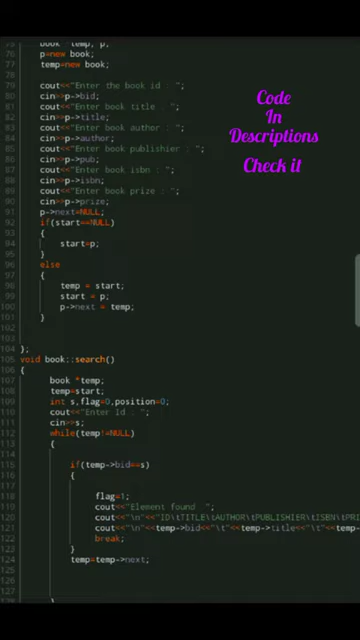 75 book *temp, p;
76 p=new book;
77 temp=new book;
78
79 cout<<"Enter the book id : ";
80 cin>>p->bid;
81 cout<<"Enter book title : ";
82 cin>>p->title;
83 cout<<"Enter book author : ";
84 cin>>p->author;
85 cout<<"Enter book publishier : ";
86 cin>>p->pub;
87 cout<<"Enter book isbn : ";
88 cin>>p->isbn;
89 cout<<"Enter book prize : ";
90 cin>>p->prize;
91 p->next=NULL;
92 if(start==NULL)
93 {
94 start=p;
95 }
96 else
97 {
98 temp = start;
99 start = p;
100 p->next = temp;
101 }
102
103
104 };
105 void book::search()
106 {
107 book *temp;
108 temp=start;
109 int s,flag=0,position=0;
110 cout<<"Enter Id : ";
111 cin>>s;
112 while(temp!=NULL)
113 {
114
115 if(temp->bid==s)
116 {
117
118 flag=1;
119 cout<<"Element found ";
120 cout<<"\n"<<"ID\tTITLE\tAUTHOR\tPUBLISHIER\tISBN\tPRI
121 cout<<"\n"<<temp->bid<<"\t"<<temp->title<<"\t"<<temp-
122 break;
123 }
124 temp=temp->next;
125
126
127
128 }
Code
In
Descriptions
Check it